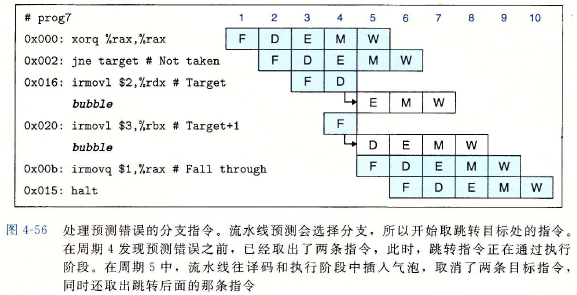 # prog7 1 2 3 4 5 6 7 8 9 10
0x000: xorq %rax,%rax F D E M W
0x002: jne target # Not taken F D E M W
0x016: irmovl $2,%rdx # Target F D
bubble E M W
0x020: irmovl $3,%rbx # Target+1 F
bubble D E M W
0x00b: irmovq $1,%rax # Fall through F D E M W
0x015: halt F D E M W
图 4-56 处理预测错误的分支指令。流水线预测会选择分支，所以开始取跳转目标处的指令。
在周期 4 发现预测错误之前，已经取出了两条指令，此时，跳转指令正在通过执行
阶段。在周期 5 中，流水线往译码和执行阶段中插入气泡，取消了两条目标指令，
同时还取出跳转后面的那条指令